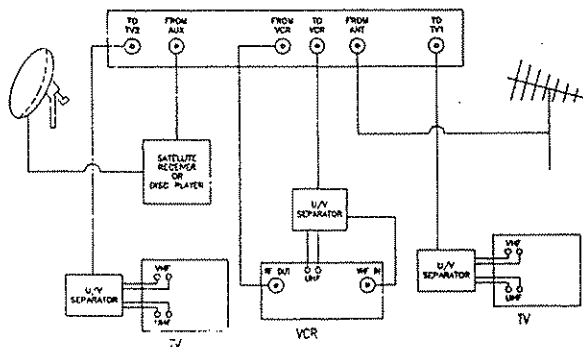 TO
TV2
FROM
AUX
FROM
VCR
TO
VCR
FROM
ANT
TO
TV1
SATELLITE
RECEIVER
OR
DISC PLAYER
U/V
SEPARATOR
U/V
SEPARATOR
VHF
UHF
TV
RF OUT
UHF
VHF IN
VCR
U/V
SEPARATOR
VHF
UHF
TV